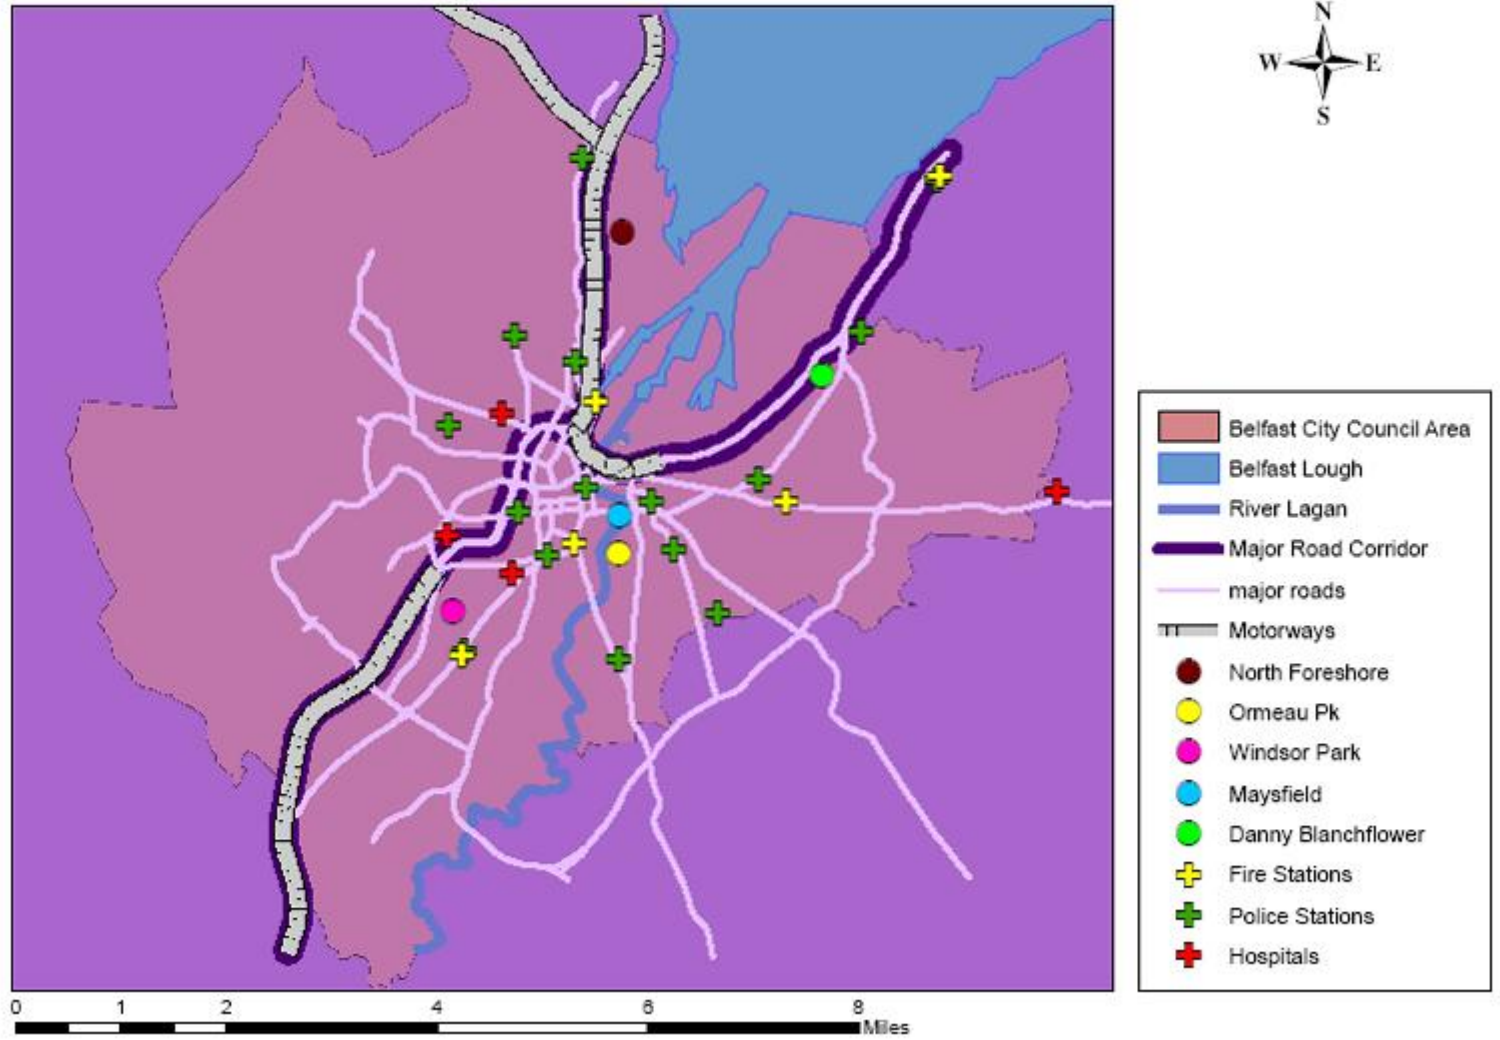 N
W E
S
Belfast City Council Area
Belfast Lough
River Lagan
Major Road Corridor
major roads
Motorways
North Foreshore
Ormeau Pk
Windsor Park
Maysfield
Danny Blanchflower
Fire Stations
Police Stations
Hospitals
0 1 2 4 6 8
Miles